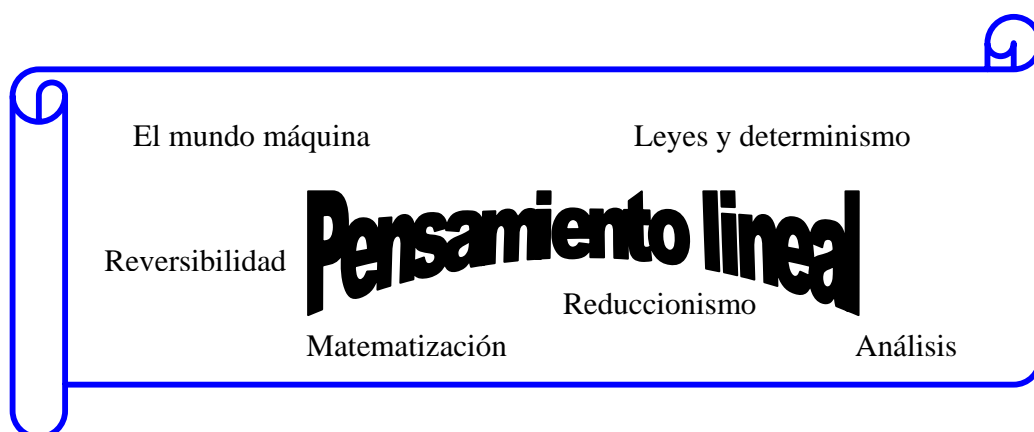 El mundo máquina
Leyes y determinismo
Pensamiento lineal
Reversibilidad
Reduccionismo
Matematización
Análisis